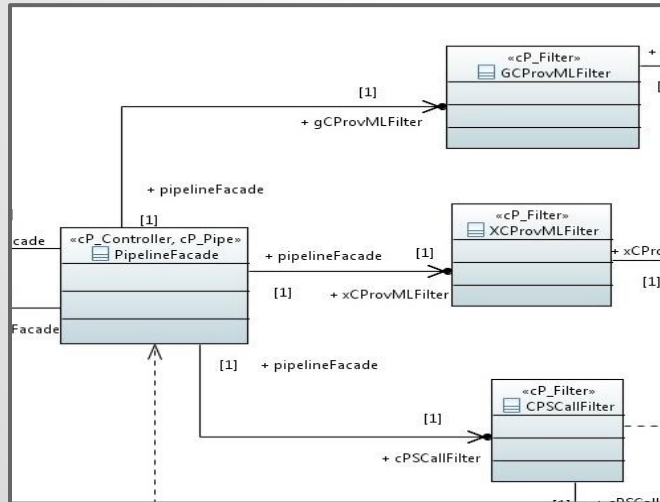 +
«cP_Filter»
GCProvMLFilter
[1]
+ gCProvMLFilter
+ pipelineFacade
[1]
«cP_Controller, cP_Pipe»
PipelineFacade
cade
Facade
+ pipelineFacade
[1]
[1]
+ xCProvMLFilter
«cP_Filter»
XCProvMLFilter
+ xCPro
[1]
[1]
+ pipelineFacade
[1]
+ cPSCallFilter
«cP_Filter»
CPSCallFilter